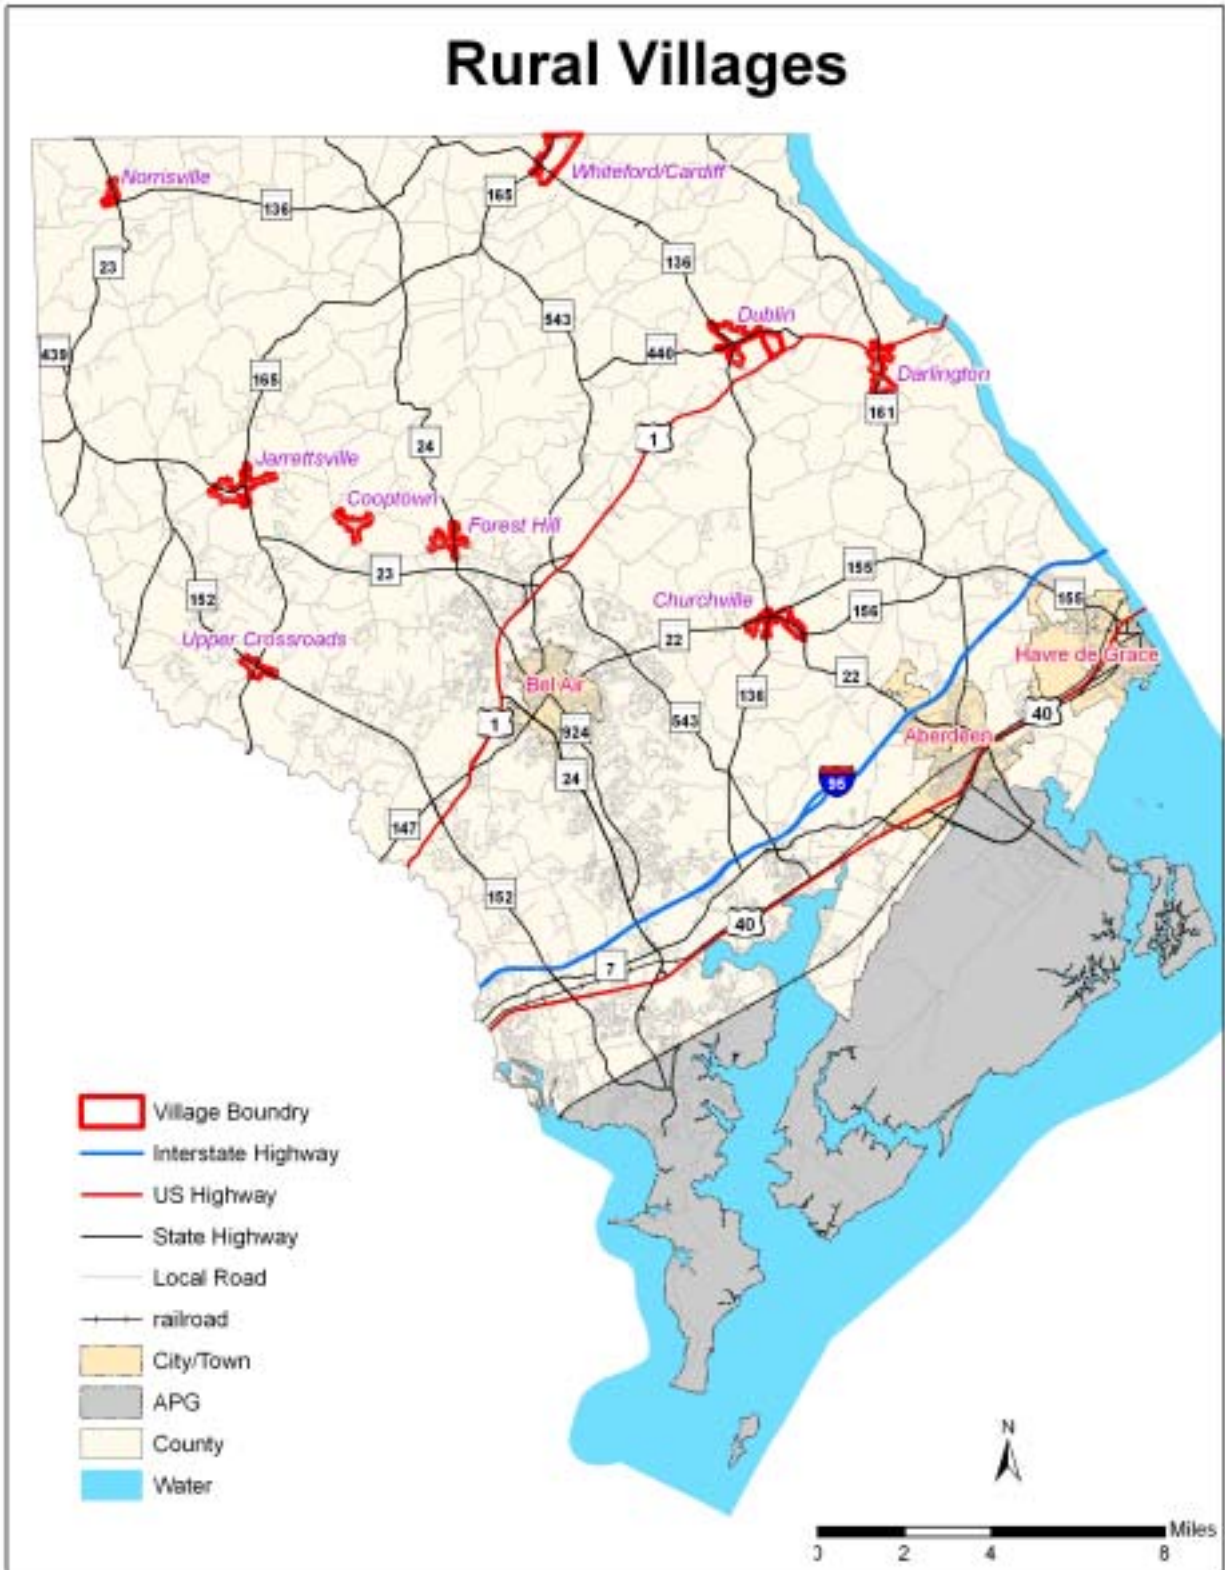 Rural Villages
Norrisville
Whiteford/Cardiff
165
136
23
136
Dublin
543
439
440
165
Darlington
161
1
24
Jarrettsville
Cooptown
Forest Hill
23
155
152
Churchville
156
155
22
Upper Crossroads
Havre de Grace
22
Bel Air
136
40
1
543
924
Aberdeen
24
95
147
152
40
7
Village Boundry
Interstate Highway
US Highway
State Highway
Local Road
railroad
City/Town
APG
County
Water
N
Miles
0 2 4 8